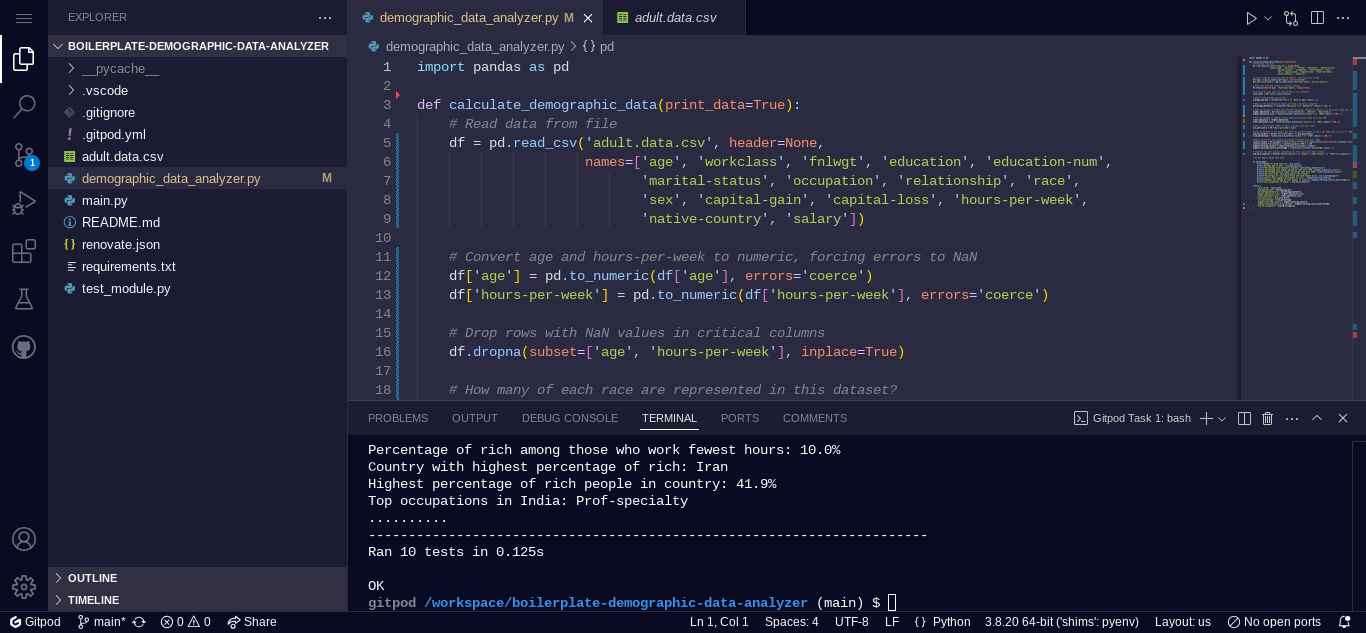 EXPLORER
BOILERPLATE-DEMOGRAPHIC-DATA-ANALYZER
__pycache__
.vscode
.gitignore
! .gitpod.yml
adult.data.csv
demographic_data_analyzer.py M
main.py
README.md
{} renovate.json
requirements.txt
test_module.py
1
OUTLINE
TIMELINE
demographic_data_analyzer.py M
adult.data.csv
demographic_data_analyzer.py > {} pd
1 import pandas as pd
2
3 def calculate_demographic_data(print_data=True):
4 # Read data from file
5 df = pd.read_csv('adult.data.csv', header=None,
6 names=['age', 'workclass', 'fnlwgt', 'education', 'education-num',
7 'marital-status', 'occupation', 'relationship', 'race',
8 'sex', 'capital-gain', 'capital-loss', 'hours-per-week',
9 'native-country', 'salary'])
10
11 # Convert age and hours-per-week to numeric, forcing errors to NaN
12 df['age'] = pd.to_numeric(df['age'], errors='coerce')
13 df['hours-per-week'] = pd.to_numeric(df['hours-per-week'], errors='coerce')
14
15 # Drop rows with NaN values in critical columns
16 df.dropna(subset=['age', 'hours-per-week'], inplace=True)
17
18 # How many of each race are represented in this dataset?
PROBLEMS OUTPUT DEBUG CONSOLE TERMINAL PORTS COMMENTS
Gitpod Task 1: bash
Percentage of rich among those who work fewest hours: 10.0%
Country with highest percentage of rich: Iran
Highest percentage of rich people in country: 41.9%
Top occupations in India: Prof-specialty
..........
----------------------------------------------------------------------
Ran 10 tests in 0.125s
OK
gitpod /workspace/boilerplate-demographic-data-analyzer (main) $
Gitpod main* 0 0 Share Ln 1, Col 1 Spaces: 4 UTF-8 LF {} Python 3.8.20 64-bit ('shims': pyenv) Layout: us No open ports